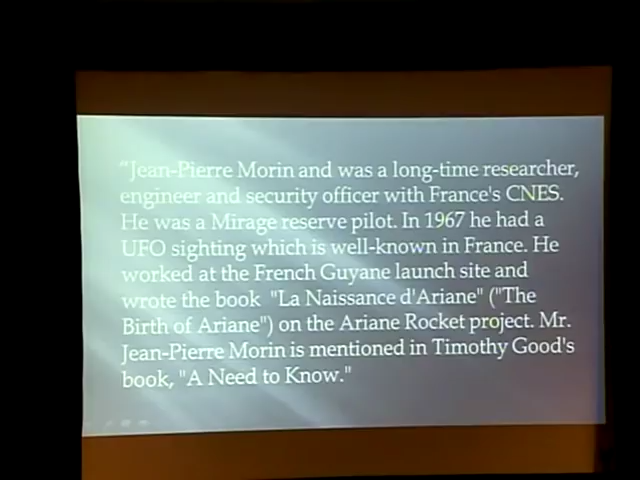 “Jean-Pierre Morin and was a long-time researcher,
engineer and security officer with France's CNES.
He was a Mirage reserve pilot. In 1967 he had a
UFO sighting which is well-known in France. He
worked at the French Guyane launch site and
wrote the book "La Naissance d'Ariane" ("The
Birth of Ariane") on the Ariane Rocket project. Mr.
Jean-Pierre Morin is mentioned in Timothy Good's
book, "A Need to Know."